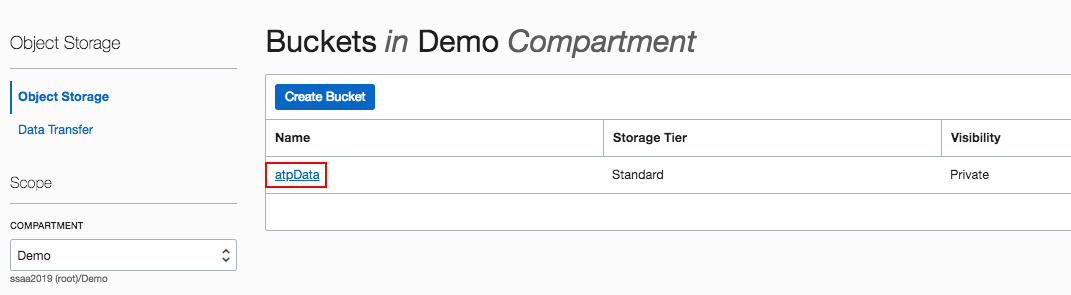 Object Storage
Object Storage
Data Transfer
Scope
COMPARTMENT
Demo
ssaa2019 (root)/Demo
Buckets in Demo Compartment
Create Bucket
Name Storage Tier Visibility
atpData Standard Private